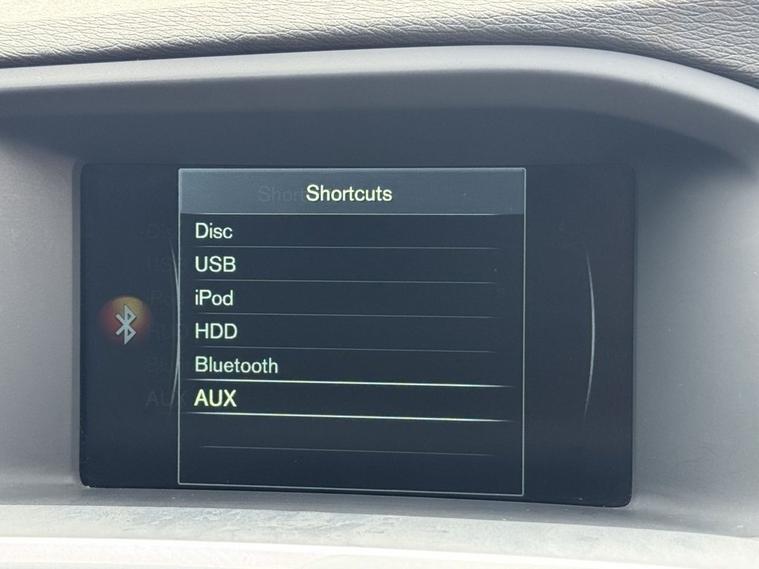 Shortcuts
Disc
USB
iPod
HDD
Bluetooth
AUX